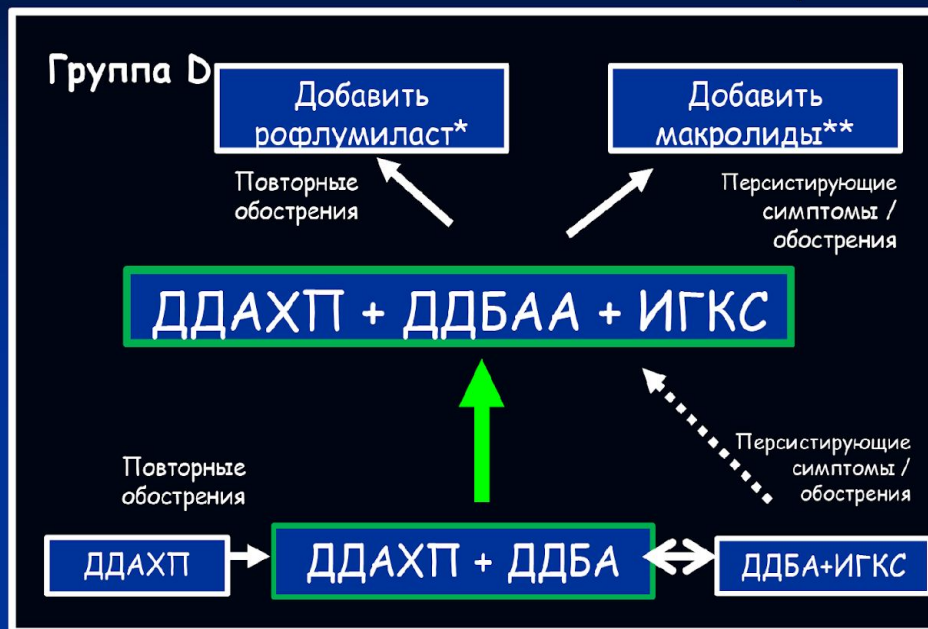 Группа D
Добавить
рофлумиласт*
Добавить
макролиды**
Повторные
обострения
Персистирующие
симптомы /
обострения
ДДАХП + ДДБАА + ИГКС
Повторные
обострения
Персистирующие
симптомы /
обострения
ДДАХП
ДДАХП + ДДБА
ДДБА+ИГКС